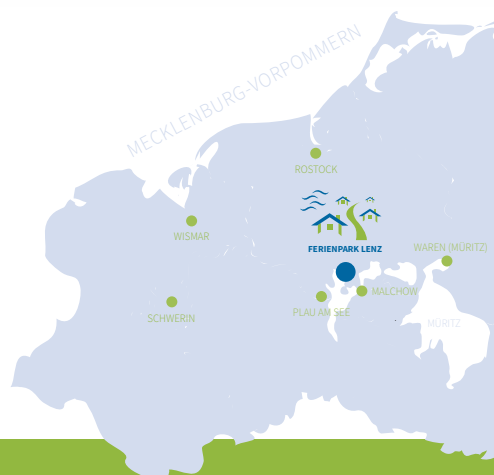 MECKLENBURG-VORPOMMERN
ROSTOCK
WISMAR
FERIENPARK LENZ
WAREN (MÜRITZ)
MALCHOW
PLAU AM SEE
SCHWERIN
MÜRITZ